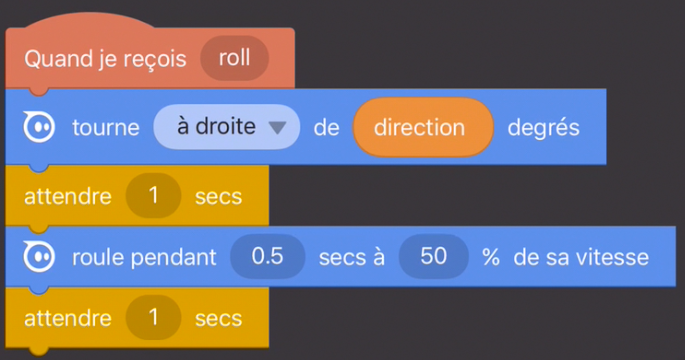 Quand je reçois roll
tourne à droite de direction degrés
attendre 1 secs
roule pendant 0.5 secs à 50 % de sa vitesse
attendre 1 secs